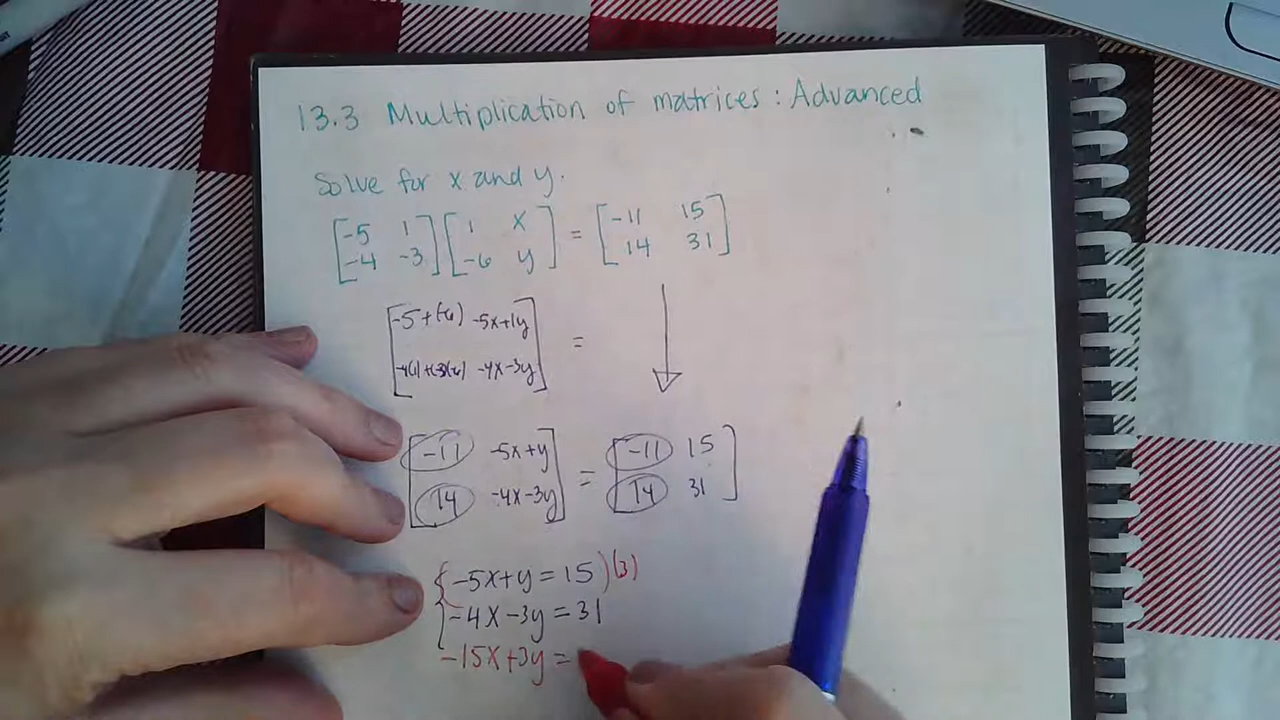 13.3 Multiplication of matrices : Advanced
Solve for x and y.
[-5 1] [1 x] = [-11 15]
[-4 -3] [-6 y] [14 31]
[-5+(-6) -5x+1y] =
[-4(1)+(-3)(-6) -4x-3y]
[-11 -5x+y] = [-11 15]
[14 -4x-3y] [14 31]
{ -5x+y=15 ) (3)
-4x-3y=31
-15x+3y=